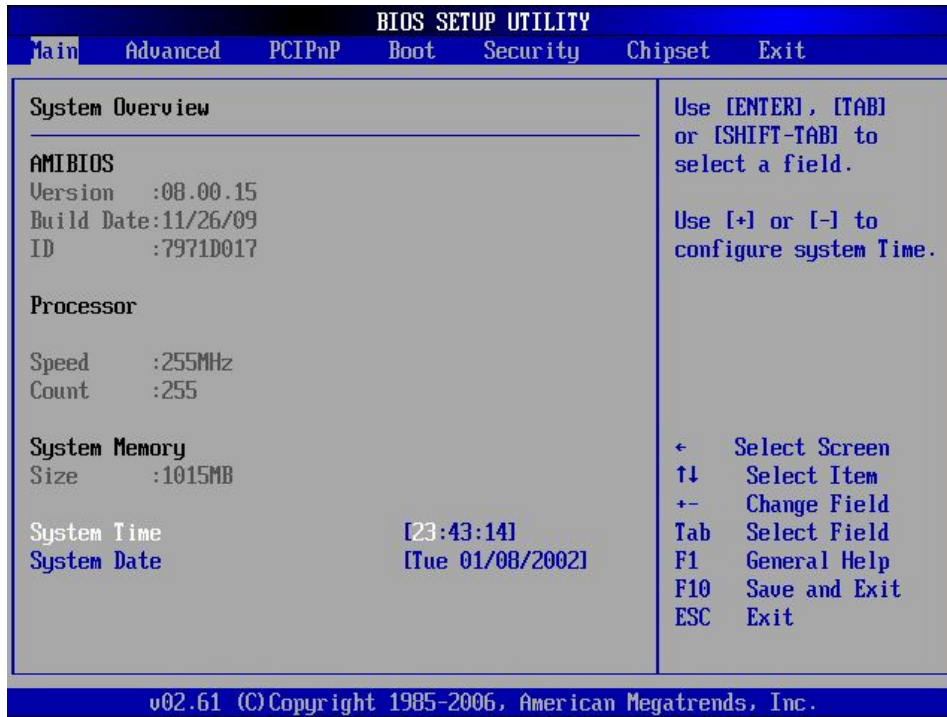 BIOS SETUP UTILITY
Main Advanced PCIPnP Boot Security Chipset Exit
System Overview
AMIBIOS
Version :08.00.15
Build Date:11/26/09
ID :7971D017
Processor
Speed :255MHz
Count :255
System Memory
Size :1015MB
System Time [23:43:14]
System Date [Tue 01/08/2002]
Use [ENTER], [TAB]
or [SHIFT-TAB] to
select a field.
Use [+] or [-] to
configure system Time.
← Select Screen
↑↓ Select Item
+- Change Field
Tab Select Field
F1 General Help
F10 Save and Exit
ESC Exit
v02.61 (C)Copyright 1985-2006, American Megatrends, Inc.